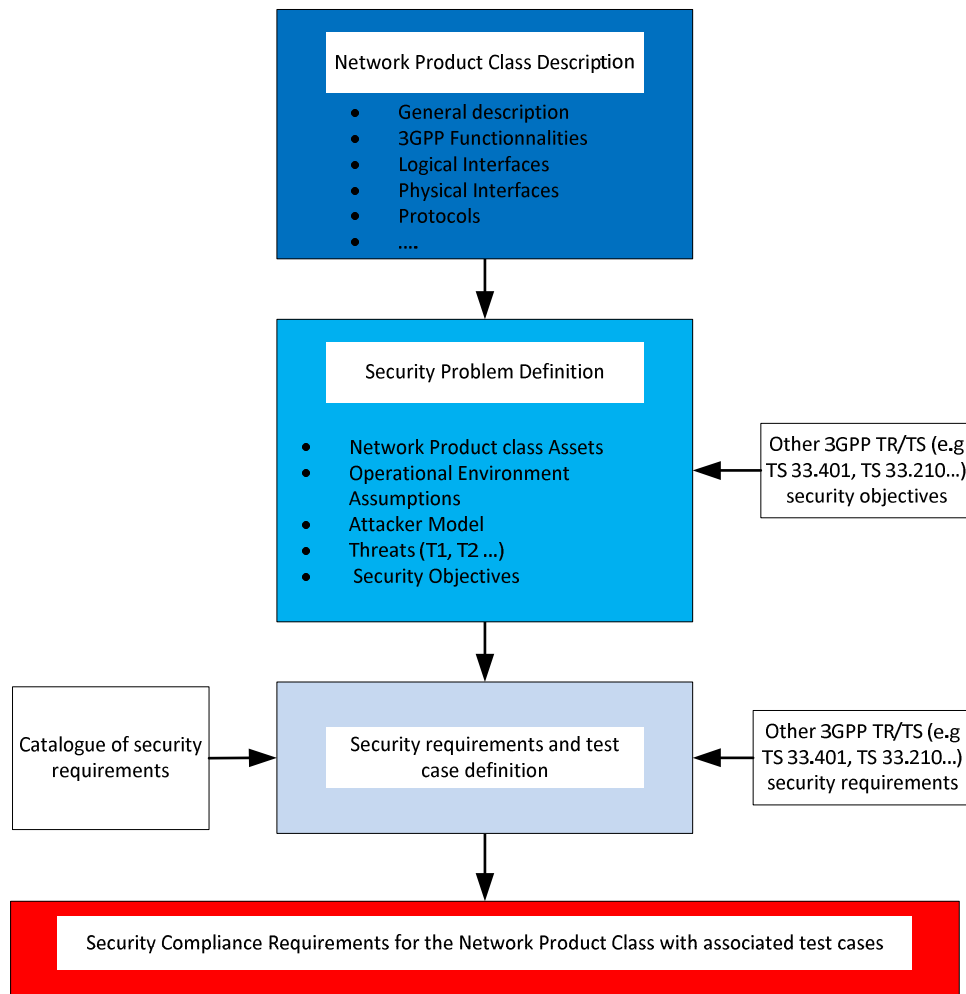 Network Product Class Description
• General description
• 3GPP Functionnalities
• Logical Interfaces
• Physical Interfaces
• Protocols
• ....
Security Problem Definition
• Network Product class Assets
• Operational Environment
Assumptions
• Attacker Model
• Threats (T1, T2 ...)
• Security Objectives
Other 3GPP TR/TS (e.g
TS 33.401, TS 33.210...)
security objectives
Catalogue of security
requirements
Security requirements and test
case definition
Other 3GPP TR/TS (e.g
TS 33.401, TS 33.210...)
security requirements
Security Compliance Requirements for the Network Product Class with associated test cases